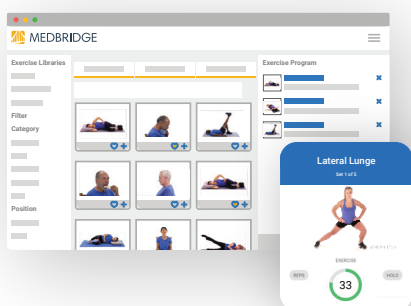 MEDBRIDGE
Exercise Libraries
Filter
Category
Position
Exercise Program
Lateral Lunge
Set 1 of 5
EXERCISE
REPS
33
HOLD